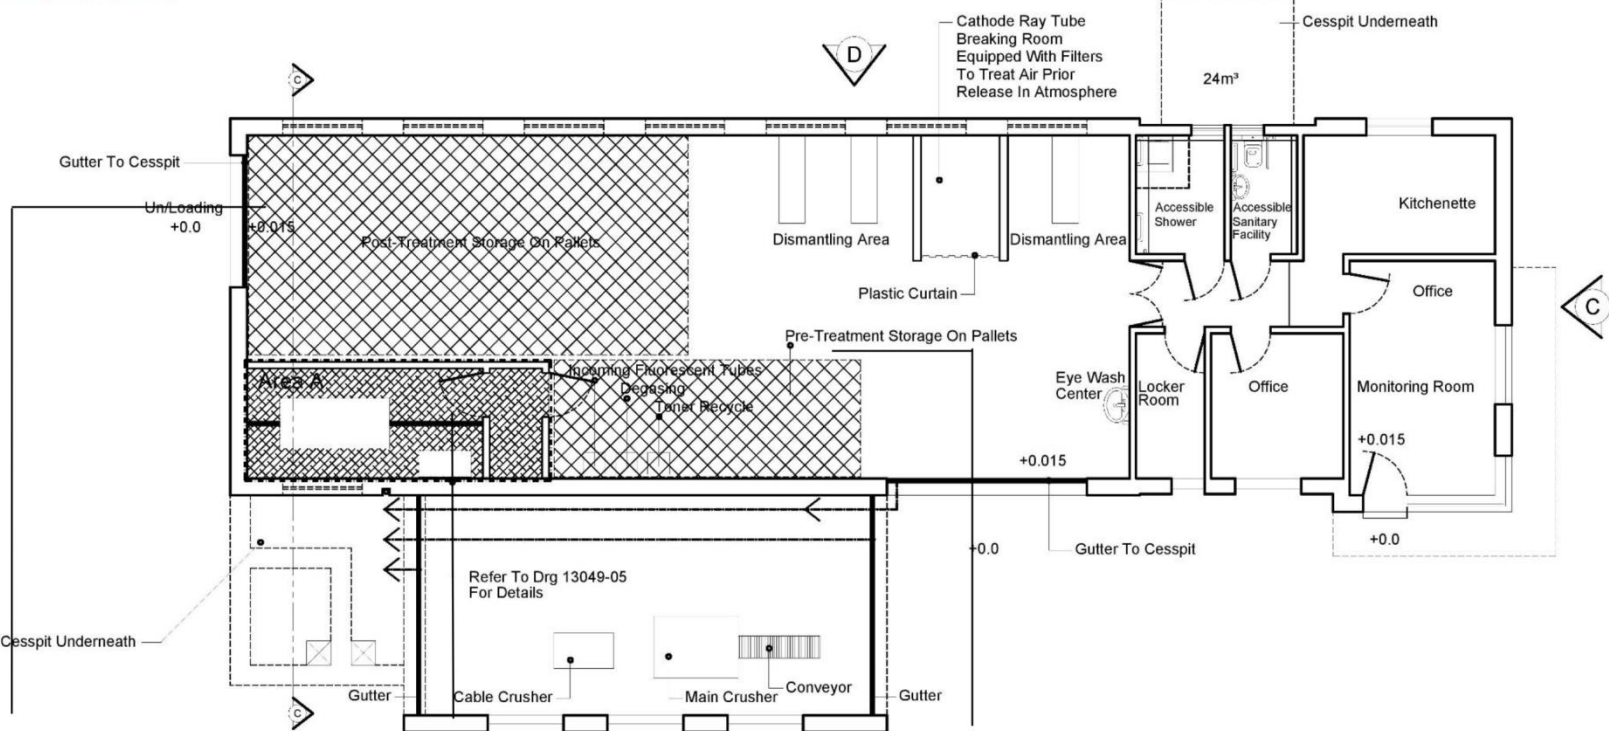 Cathode Ray Tube
Breaking Room
Equipped With Filters
To Treat Air Prior
Release In Atmosphere
Cesspit Underneath
D
24m³
C
Gutter To Cesspit
Un/Loading
+0.0
+0.015
Post-Treatment Storage On Pallets
Dismantling Area
Dismantling Area
Accessible
Shower
Accessible
Sanitary
Facility
Kitchenette
Plastic Curtain
Office
C
Pre-Treatment Storage On Pallets
Area A
Incoming Fluorescent Tubes
Degasing
Toner Recycle
Eye Wash
Center
Locker
Room
Office
Monitoring Room
+0.015
+0.015
+0.0
Gutter To Cesspit
+0.0
Refer To Drg 13049-05
For Details
Cesspit Underneath
Gutter
Cable Crusher
Main Crusher
Conveyor
Gutter
C